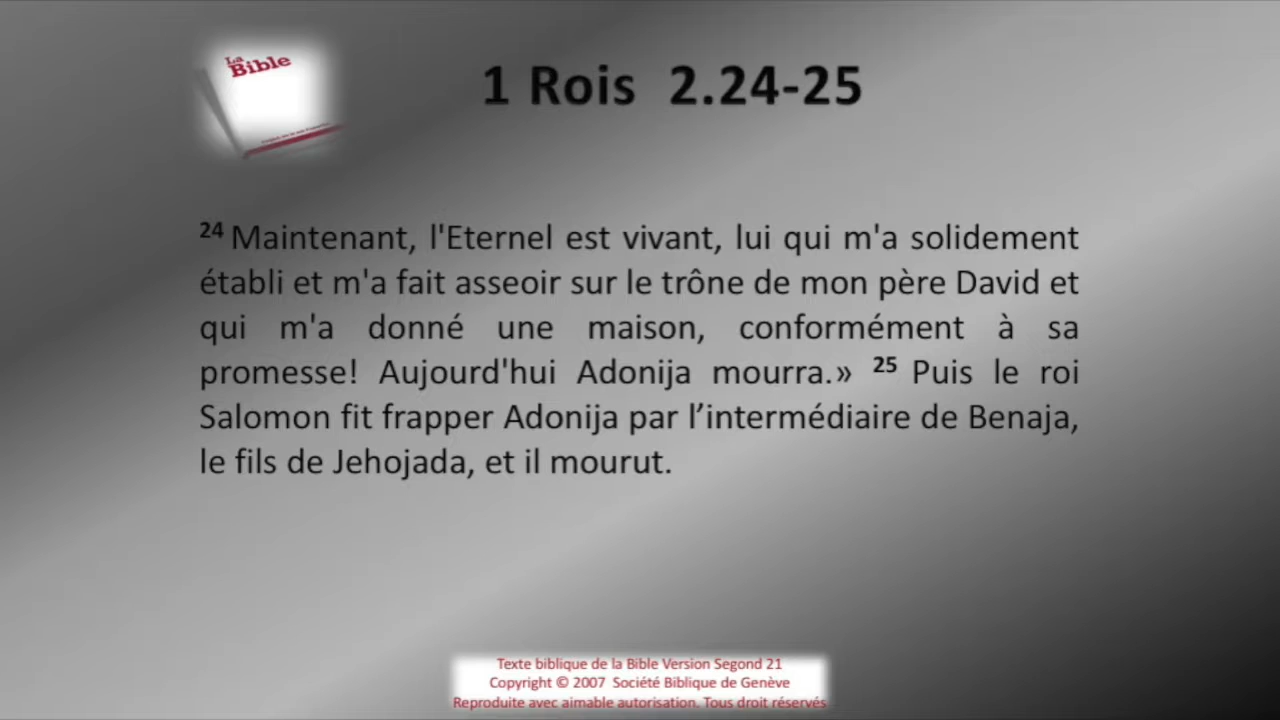 La
Bible
1 Rois 2.24-25
24 Maintenant, l'Eternel est vivant, lui qui m'a solidement
établi et m'a fait asseoir sur le trône de mon père David et
qui m'a donné une maison, conformément à sa
promesse! Aujourd'hui Adonija mourra.» 25 Puis le roi
Salomon fit frapper Adonija par l’intermédiaire de Benaja,
le fils de Jehojada, et il mourut.
Texte biblique de la Bible Version Segond 21
Copyright © 2007 Société Biblique de Genève
Reproduite avec aimable autorisation. Tous droit réservés